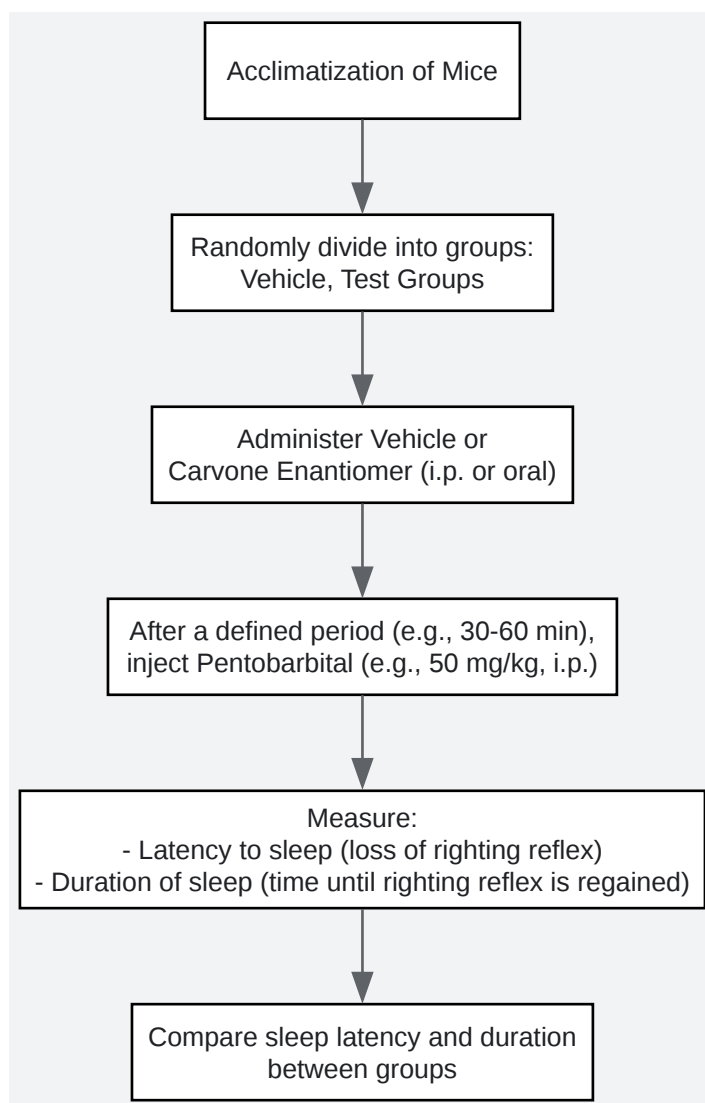 Acclimatization of Mice
Randomly divide into groups:
Vehicle, Test Groups
Administer Vehicle or
Carvone Enantiomer (i.p. or oral)
After a defined period (e.g., 30-60 min),
inject Pentobarbital (e.g., 50 mg/kg, i.p.)
Measure:
- Latency to sleep (loss of righting reflex)
- Duration of sleep (time until righting reflex is regained)
Compare sleep latency and duration
between groups